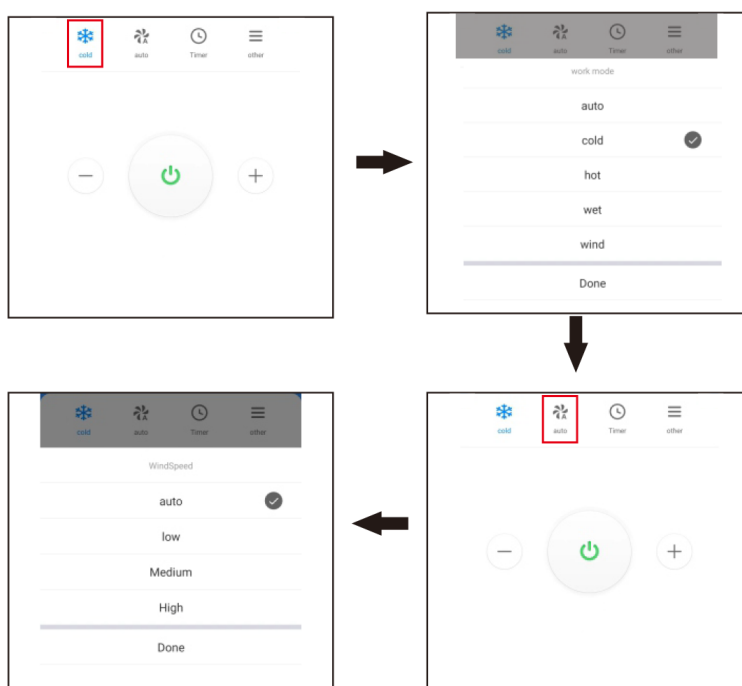 cold auto Timer other
cold auto Timer other
work mode
auto
cold
hot
wet
wind
Done
cold auto Timer other
WindSpeed
auto
low
Medium
High
Done
cold auto Timer other